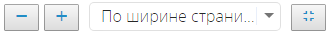 − + По ширине страни...